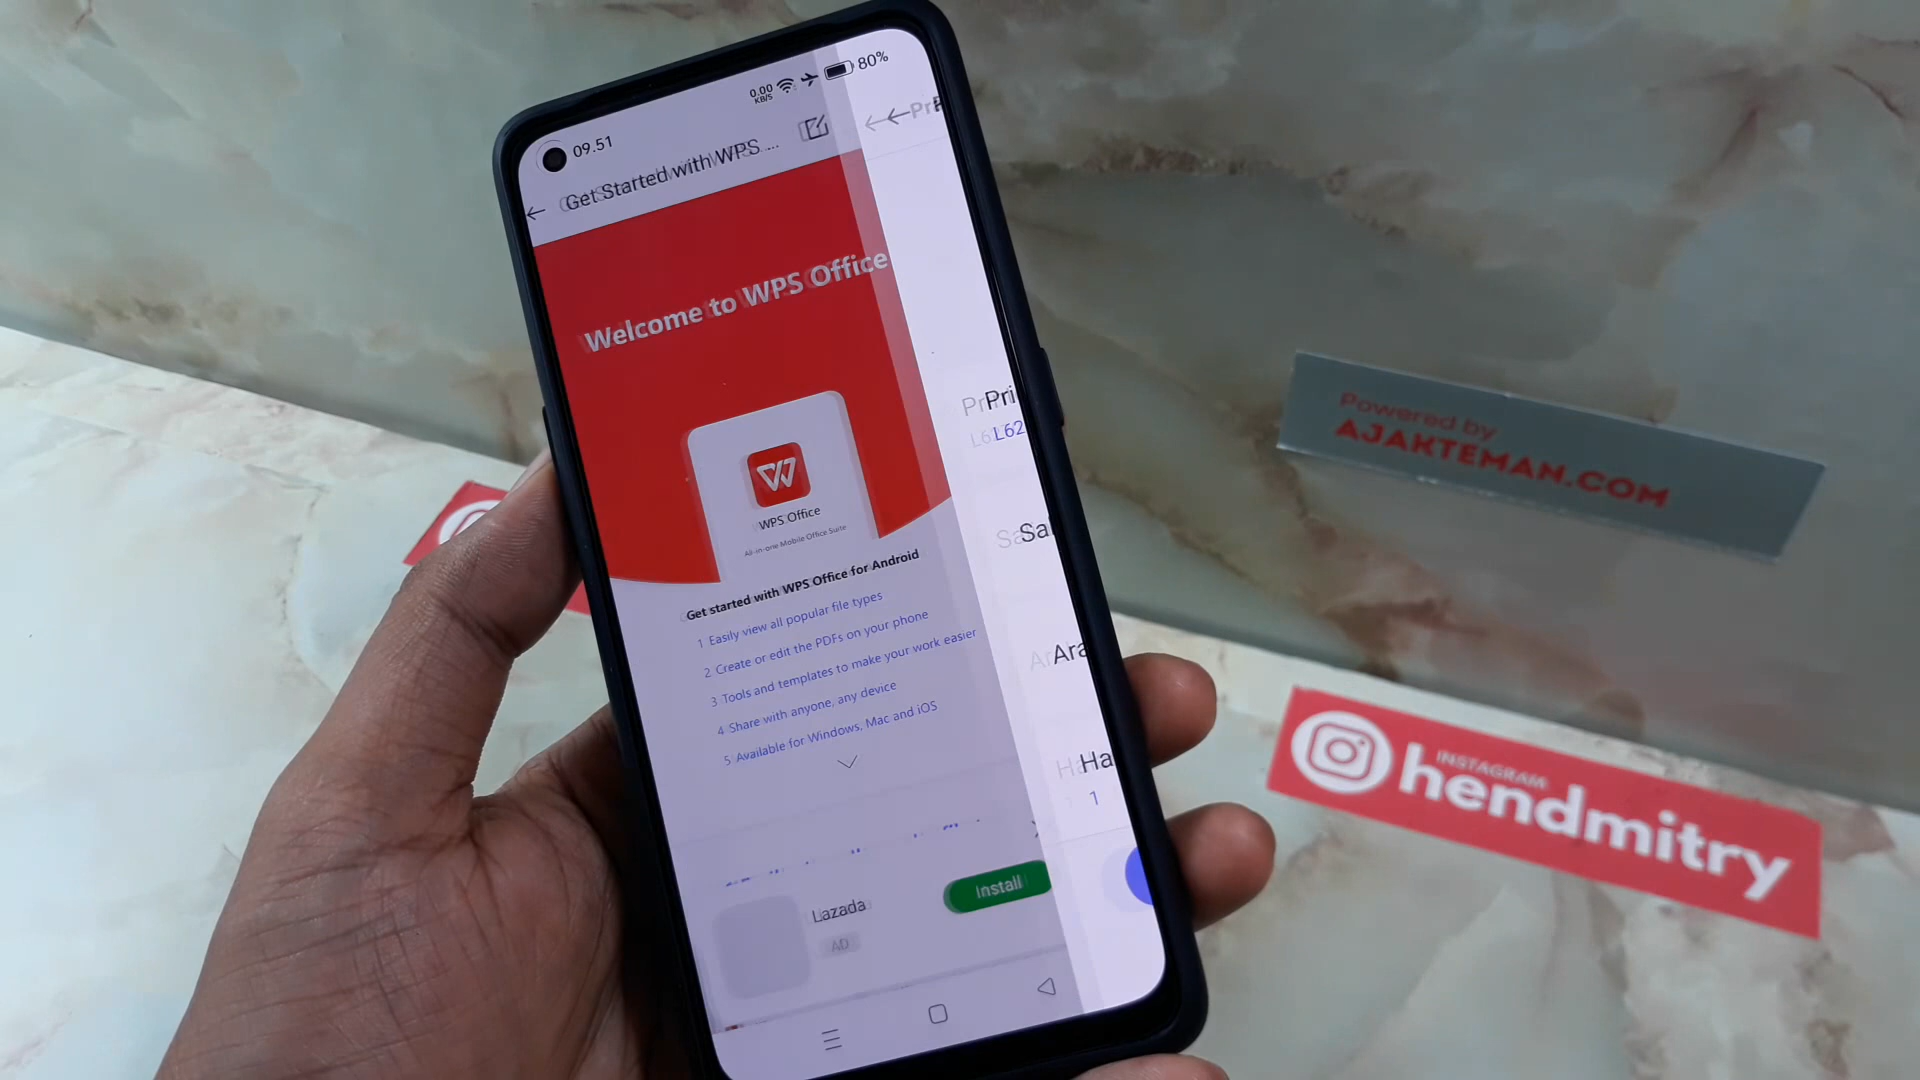 09.51
0.00
KB/S
80%
Get Started with WPS ...
Welcome to WPS Office
WPS Office
All-in-one Mobile Office Suite
Get started with WPS Office for Android
1 Easily view all popular file types
2 Create or edit the PDFs on your phone
3 Tools and templates to make your work easier
4 Share with anyone, any device
5 Available for Windows, Mac and iOS
Lazada
AD
Install
Pri
L62
Sal
Ara
Ha
1
Powered by
AJAKTEMAN.COM
INSTAGRAM
hendmitry